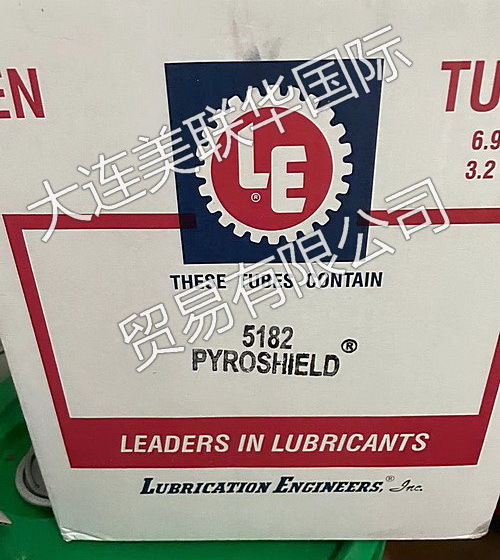 EN
TU
6.9
3.2
LE®
THESE TUBES CONTAIN
5182
PYROSHIELD®
LEADERS IN LUBRICANTS
LUBRICATION ENGINEERS,® Inc.
大连美联华国际
贸易有限公司